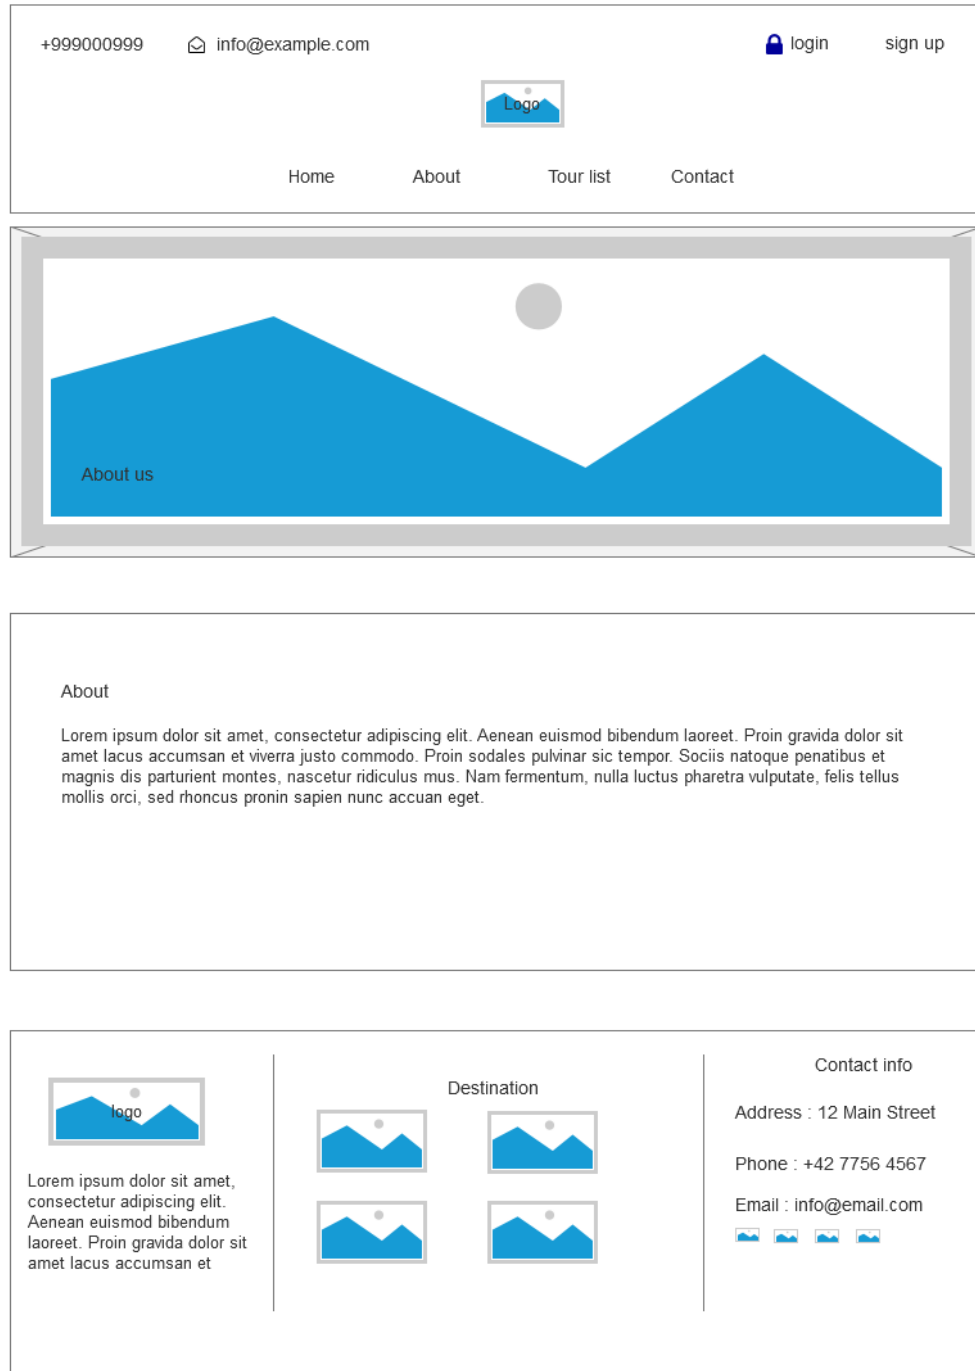 +999000999 info@example.com login sign up
Logo
Home About Tour list Contact
About us
About
Lorem ipsum dolor sit amet, consectetur adipiscing elit. Aenean euismod bibendum laoreet. Proin gravida dolor sit
amet lacus accumsan et viverra justo commodo. Proin sodales pulvinar sic tempor. Sociis natoque penatibus et
magnis dis parturient montes, nascetur ridiculus mus. Nam fermentum, nulla luctus pharetra vulputate, felis tellus
mollis orci, sed rhoncus pronin sapien nunc accuan eget.
logo
Lorem ipsum dolor sit amet,
consectetur adipiscing elit.
Aenean euismod bibendum
laoreet. Proin gravida dolor sit
amet lacus accumsan et
Destination
Contact info
Address : 12 Main Street
Phone : +42 7756 4567
Email : info@email.com